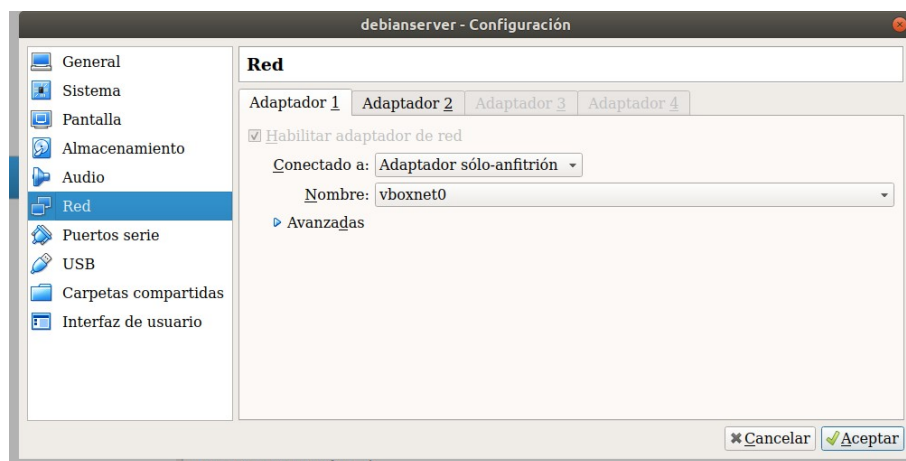 debianserver - Configuración
General
Sistema
Pantalla
Almacenamiento
Audio
Red
Puertos serie
USB
Carpetas compartidas
Interfaz de usuario
Red
Adaptador 1 Adaptador 2 Adaptador 3 Adaptador 4
Habilitar adaptador de red
Conectado a: Adaptador sólo-anfitrión
Nombre: vboxnet0
Avanzadas
Cancelar Aceptar